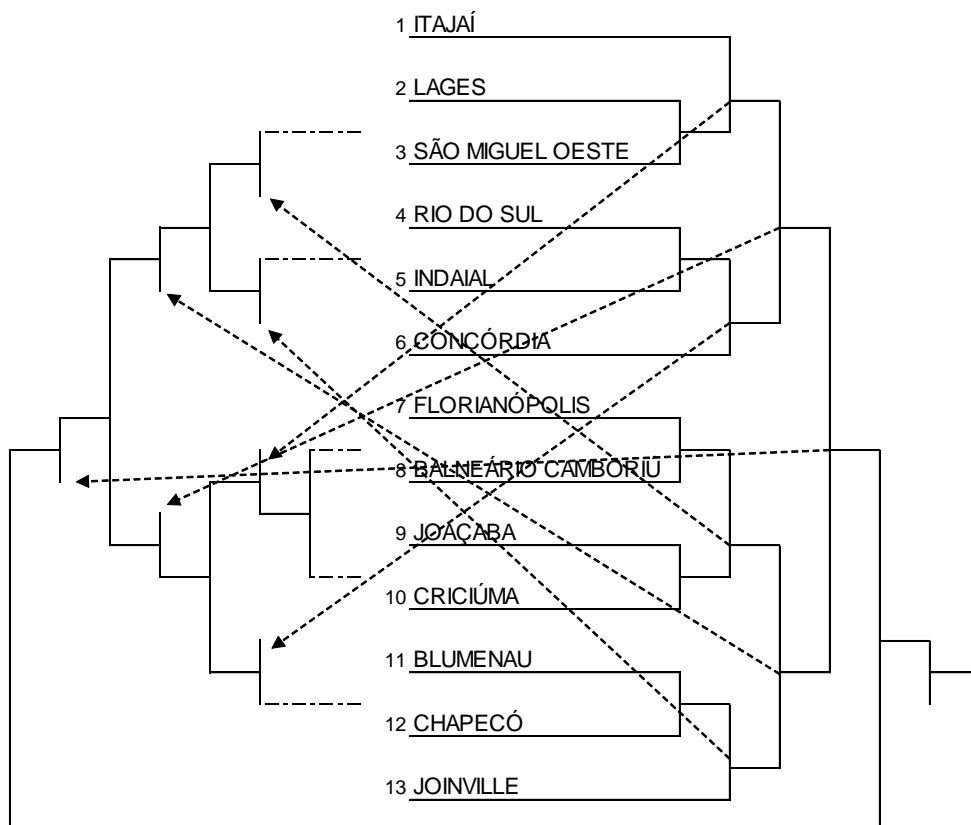 1 ITAJAÍ
2 LAGES
3 SÃO MIGUEL OESTE
4 RIO DO SUL
5 INDAIAL
6 CONCÓRDIA
7 FLORIANÓPOLIS
8 BALNEÁRIO CAMBORIU
9 JOAÇABA
10 CRICIÚMA
11 BLUMENAU
12 CHAPECÓ
13 JOINVILLE